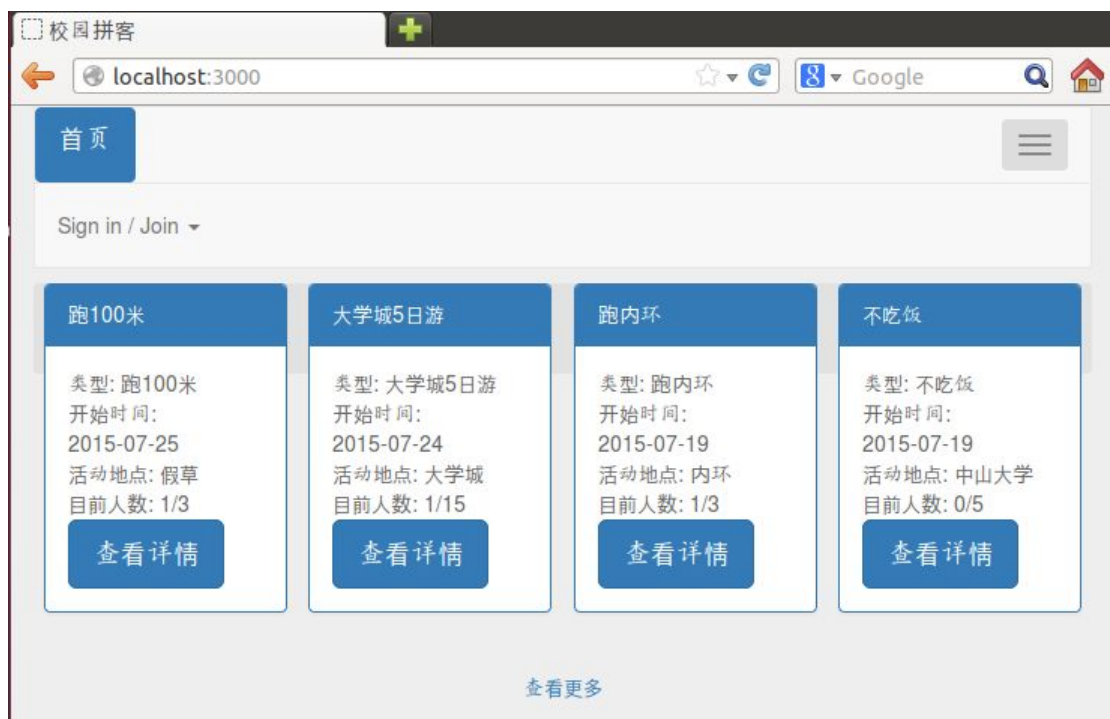 校园拼客
localhost:3000
Google
首页
Sign in / Join
跑100米
类型: 跑100米
开始时间:
2015-07-25
活动地点: 假草
目前人数: 1/3
查看详情
大学城5日游
类型: 大学城5日游
开始时间:
2015-07-24
活动地点: 大学城
目前人数: 1/15
查看详情
跑内环
类型: 跑内环
开始时间:
2015-07-19
活动地点: 内环
目前人数: 1/3
查看详情
不吃饭
类型: 不吃饭
开始时间:
2015-07-19
活动地点: 中山大学
目前人数: 0/5
查看详情
查看更多